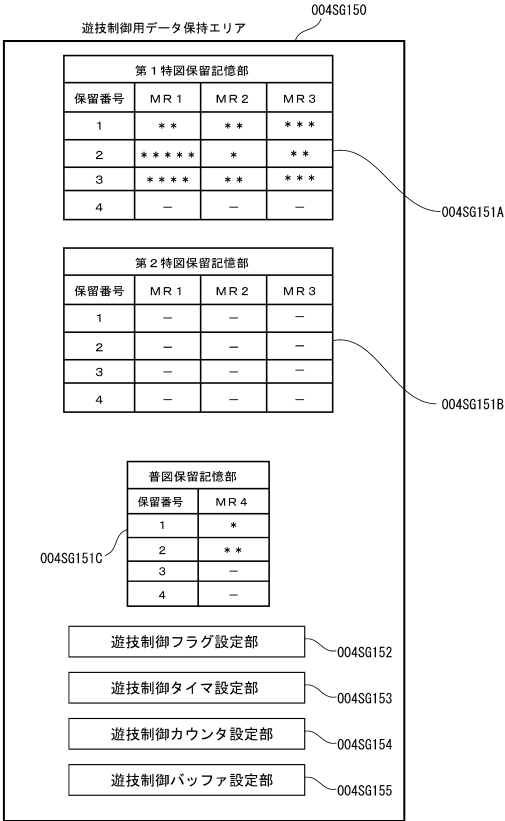 004SG150
遊技制御用データ保持エリア
第1特図保留記憶部
保留番号 MR1 MR2 MR3
1 ** ** ***
2 ***** * **
3 **** ** ***
4 － － －
004SG151A
第2特図保留記憶部
保留番号 MR1 MR2 MR3
1 － － －
2 － － －
3 － － －
4 － － －
004SG151B
普図保留記憶部
保留番号 MR4
1 *
2 **
3 －
4 －
004SG151C
遊技制御フラグ設定部
004SG152
遊技制御タイマ設定部
004SG153
遊技制御カウンタ設定部
004SG154
遊技制御バッファ設定部
004SG155